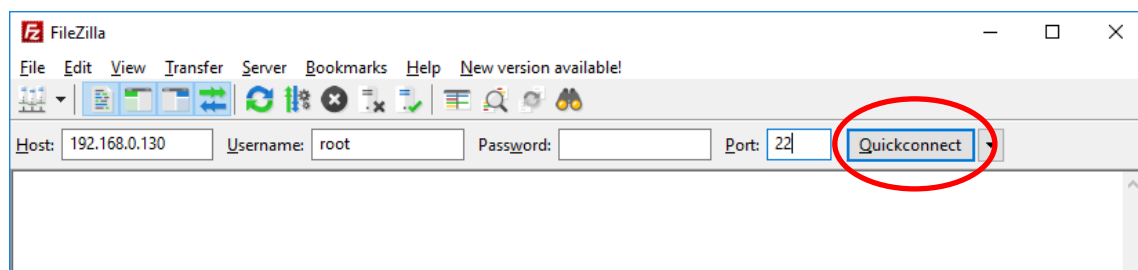 FileZilla
File Edit View Transfer Server Bookmarks Help New version available!
Host: 192.168.0.130 Username: root Password: Port: 22 Quickconnect